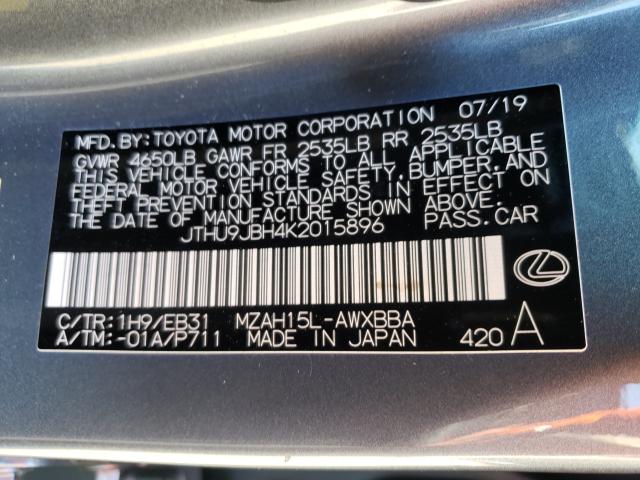 MFD.BY:TOYOTA MOTOR CORPORATION 07/19
GVWR 4650LB GAWR FR 2535LB RR 2535LB
THIS VEHICLE CONFORMS TO ALL APPLICABLE
FEDERAL MOTOR VEHICLE SAFETY,BUMPER,AND
THEFT PREVENTION STANDARDS IN EFFECT ON
THE DATE OF MANUFACTURE SHOWN ABOVE.
JTHU9JBH4K2015896 PASS.CAR
C/TR:1H9/EB31 MZAH15L-AWXBBA
A/TM:-01A/P711 MADE IN JAPAN 420 A